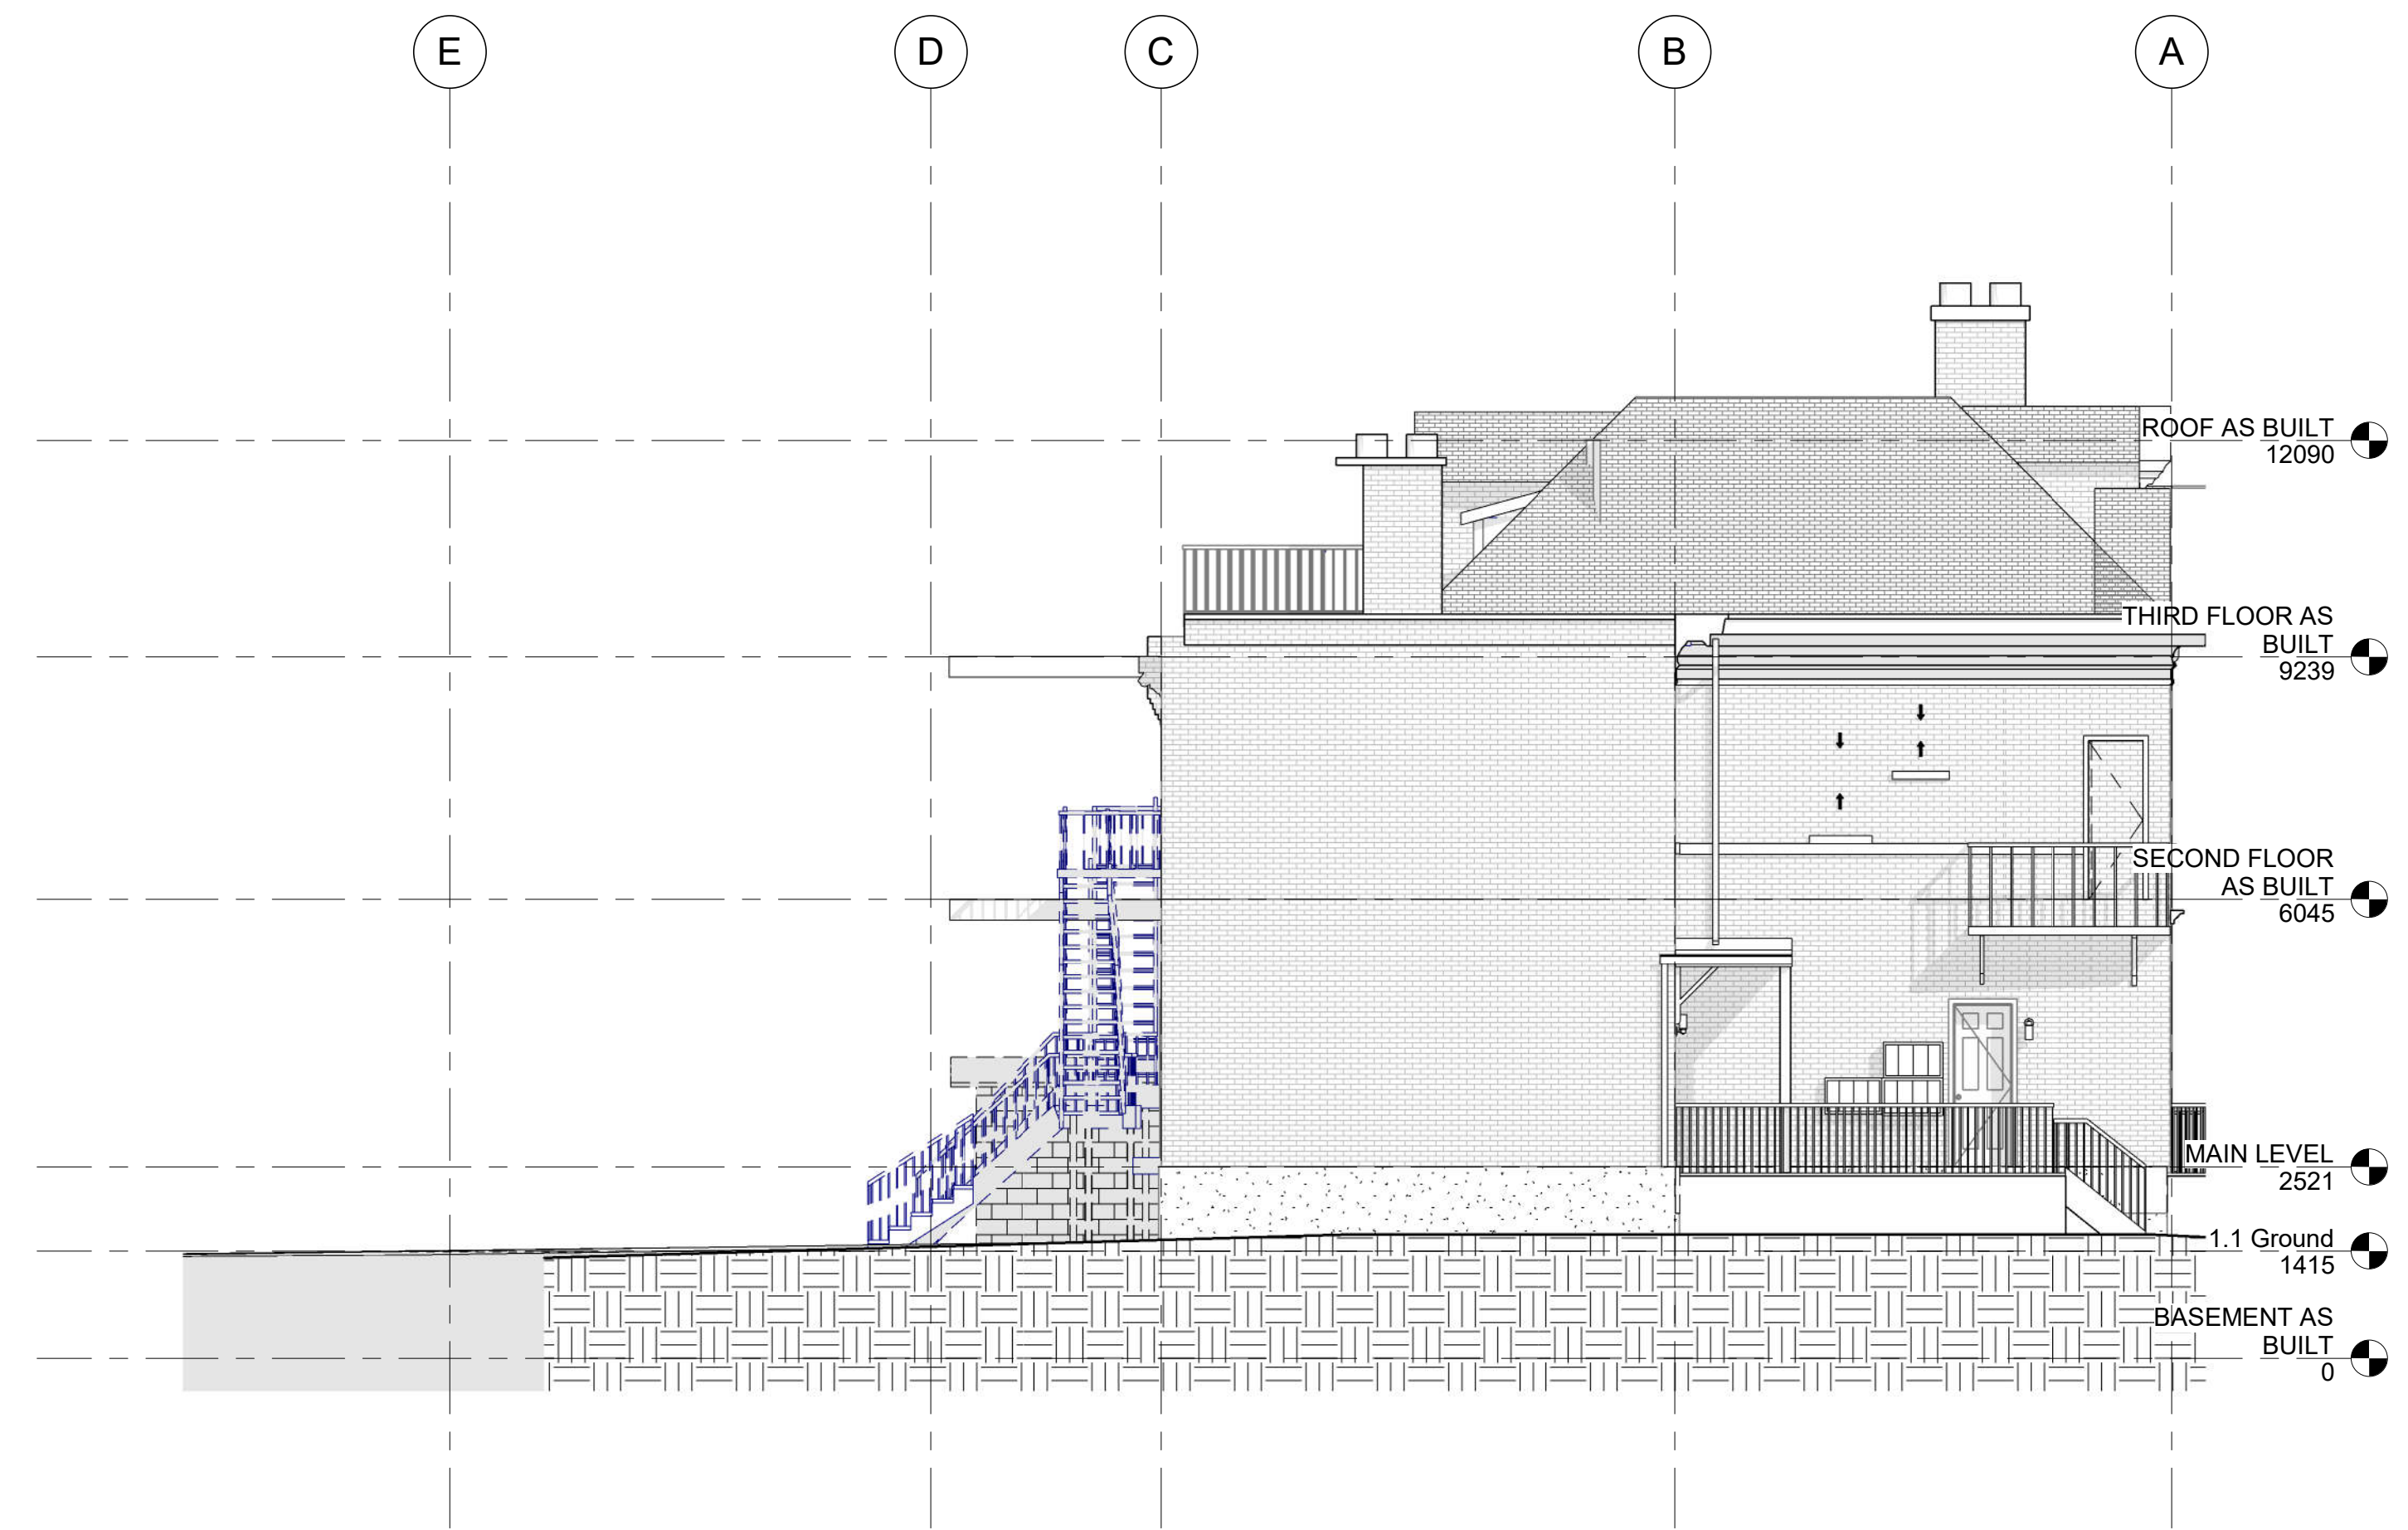 E
D
C
B
A
ROOF AS BUILT
12090
THIRD FLOOR AS
BUILT
9239
SECOND FLOOR
AS BUILT
6045
MAIN LEVEL
2521
1.1 Ground
1415
BASEMENT AS
BUILT
0